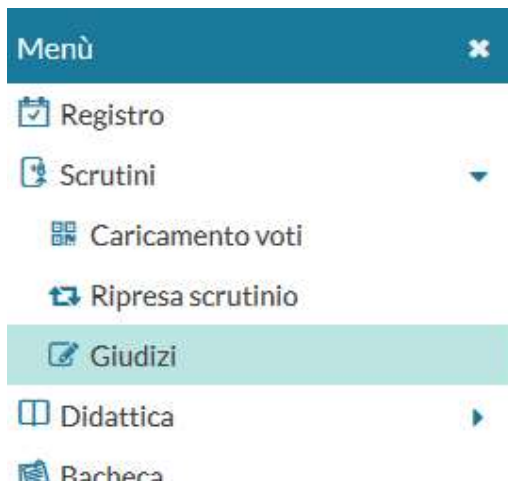 Menù
Registro
Scrutini
Caricamento voti
Ripresa scrutinio
Giudizi
Didattica
Bacheca